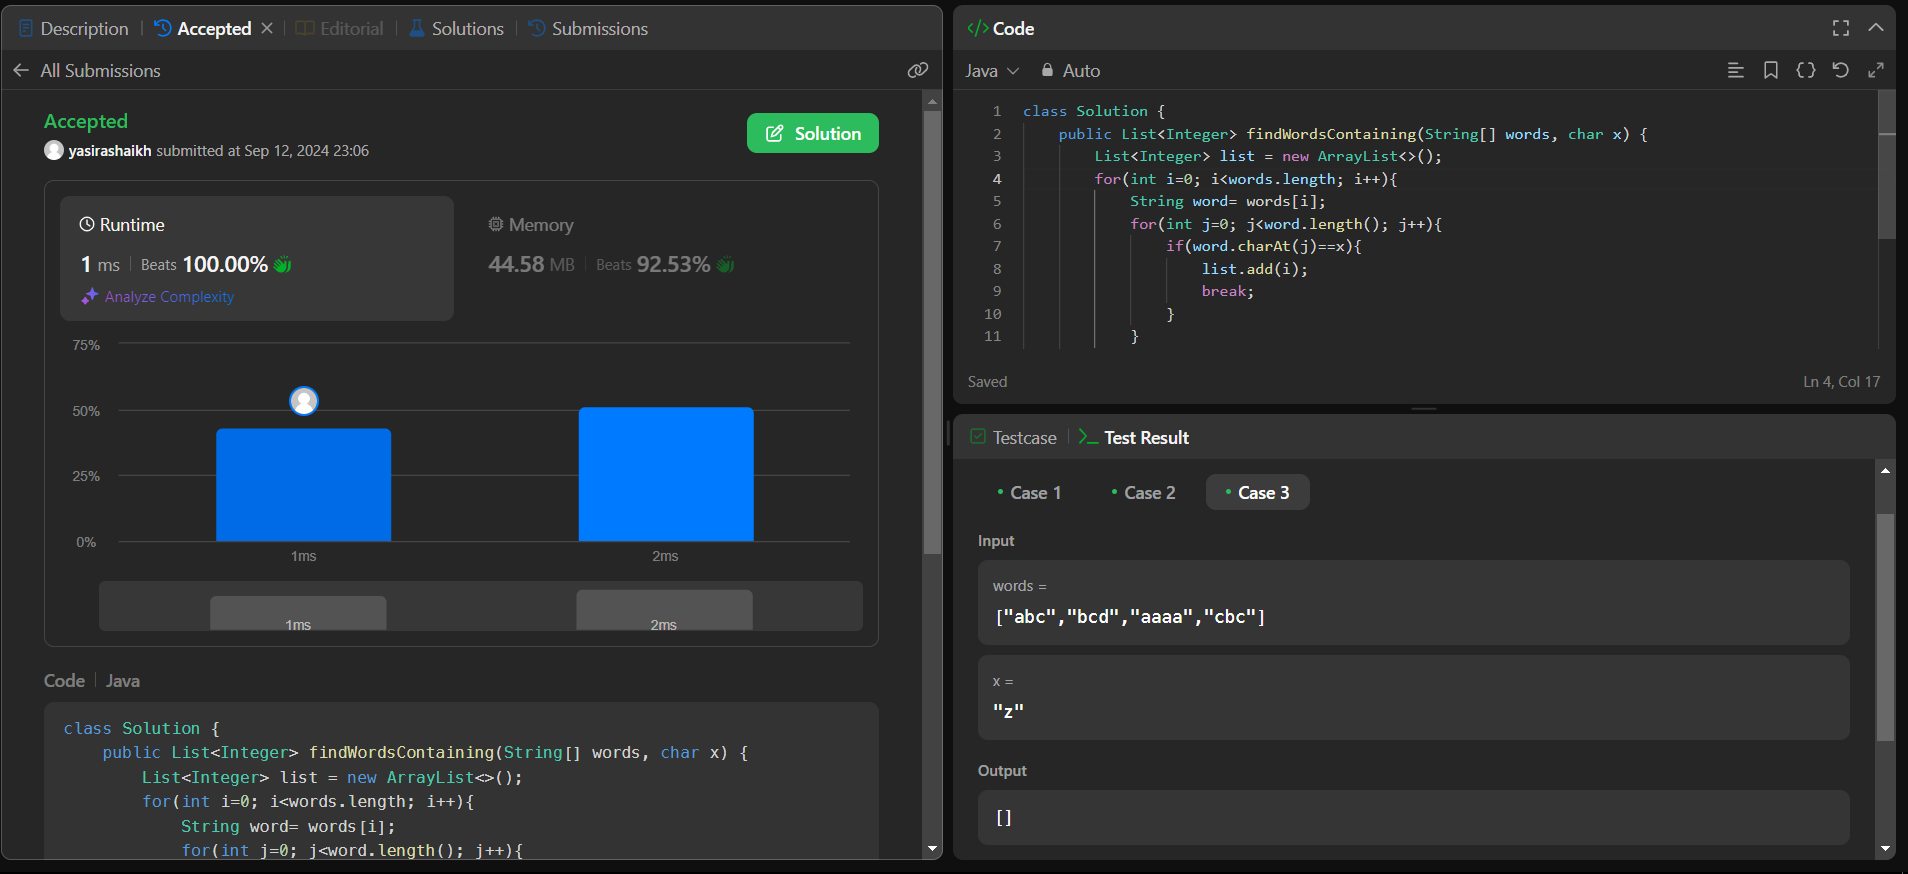 Description
Accepted
Editorial
Solutions
Submissions
All Submissions
Accepted
yasirashaikh submitted at Sep 12, 2024 23:06
Solution
Runtime
1 ms
Beats 100.00%
Analyze Complexity
Memory
44.58 MB
Beats 92.53%
75%
50%
25%
0%
1ms
2ms
1ms
2ms
Code
Java
class Solution {
    public List<Integer> findWordsContaining(String[] words, char x) {
        List<Integer> list = new ArrayList<>();
        for(int i=0; i<words.length; i++){
            String word= words[i];
            for(int j=0; j<word.length(); j++){
</> Code
Java
Auto
1 class Solution {
2     public List<Integer> findWordsContaining(String[] words, char x) {
3         List<Integer> list = new ArrayList<>();
4         for(int i=0; i<words.length; i++){
5             String word= words[i];
6             for(int j=0; j<word.length(); j++){
7                 if(word.charAt(j)==x){
8                     list.add(i);
9                     break;
10                 }
11             }
Saved
Ln 4, Col 17
Testcase
Test Result
Case 1
Case 2
Case 3
Input
words =
["abc","bcd","aaaa","cbc"]
x =
"z"
Output
[]